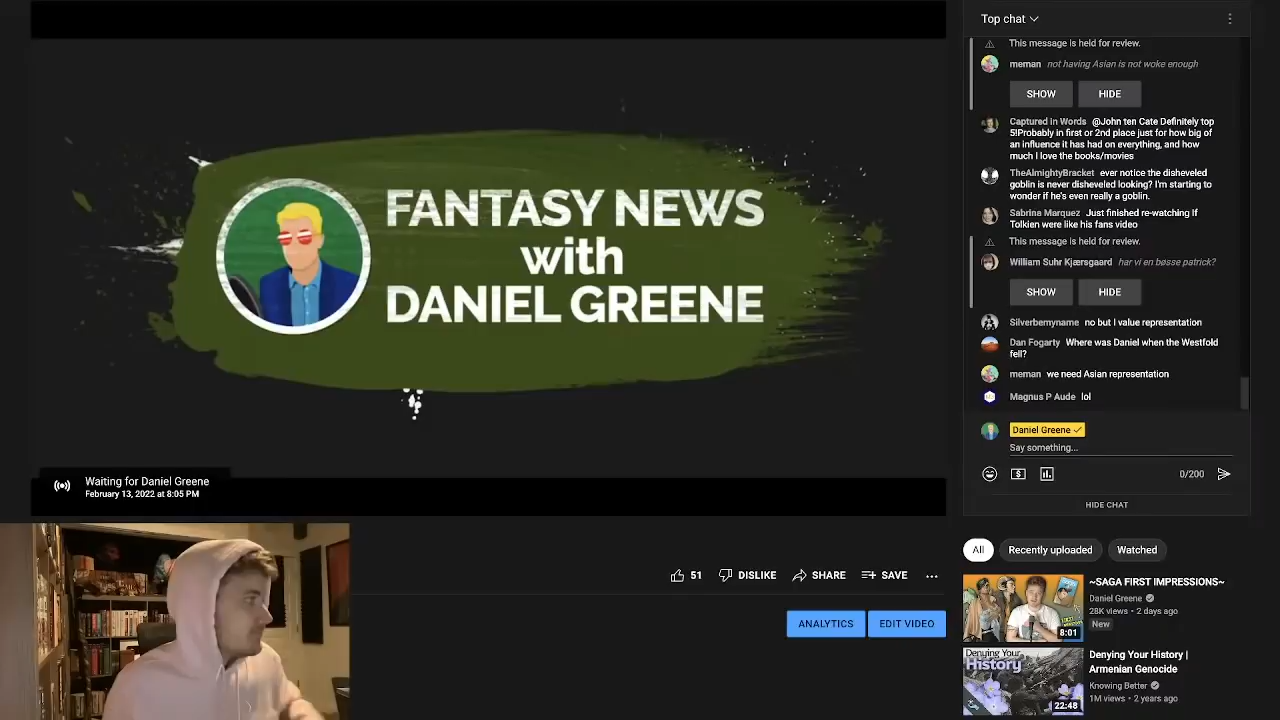 Top chat
This message is held for review.
meman not having Asian is not woke enough
SHOW HIDE
Captured in Words @John ten Cate Definitely top
5!Probably in first or 2nd place just for how big of
an influence it has had on everything, and how
much I love the books/movies
TheAlmightyBracket ever notice the disheveled
goblin is never disheveled looking? I'm starting to
wonder if he's even really a goblin.
Sabrina Marquez Just finished re-watching If
Tolkien were like his fans video
This message is held for review.
William Suhr Kjærsgaard har vi en bøsse patrick?
SHOW HIDE
Silverbemyname no but I value representation
Dan Fogarty Where was Daniel when the Westfold
fell?
meman we need Asian representation
Magnus P Aude lol
Daniel Greene
Say something...
0/200
HIDE CHAT
FANTASY NEWS
with
DANIEL GREENE
Waiting for Daniel Greene
February 13, 2022 at 8:05 PM
51 DISLIKE SHARE SAVE
ANALYTICS EDIT VIDEO
All Recently uploaded Watched
~SAGA FIRST IMPRESSIONS~
Daniel Greene
28K views • 2 days ago
New
8:01
Denying Your
History
22:48
Denying Your History |
Armenian Genocide
Knowing Better
1M views • 2 years ago